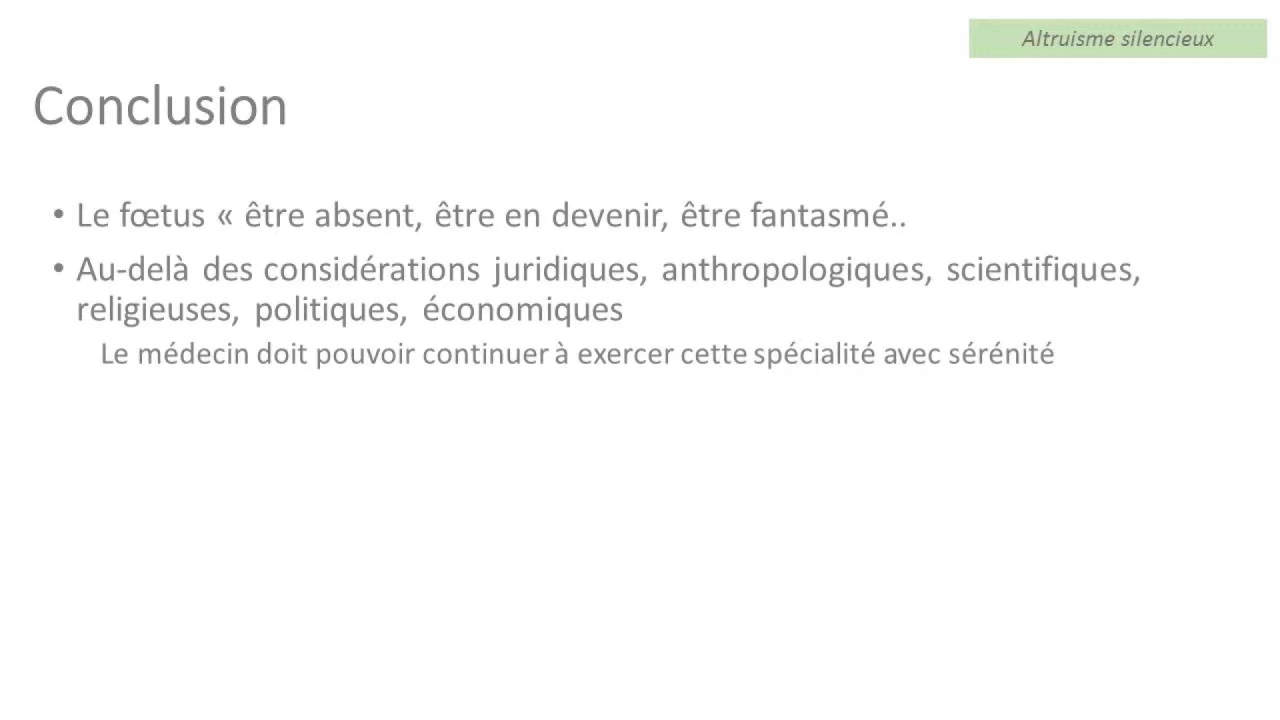 Altruisme silencieux
Conclusion
• Le fœtus « être absent, être en devenir, être fantasmé..
• Au-delà des considérations juridiques, anthropologiques, scientifiques,
religieuses, politiques, économiques
Le médecin doit pouvoir continuer à exercer cette spécialité avec sérénité